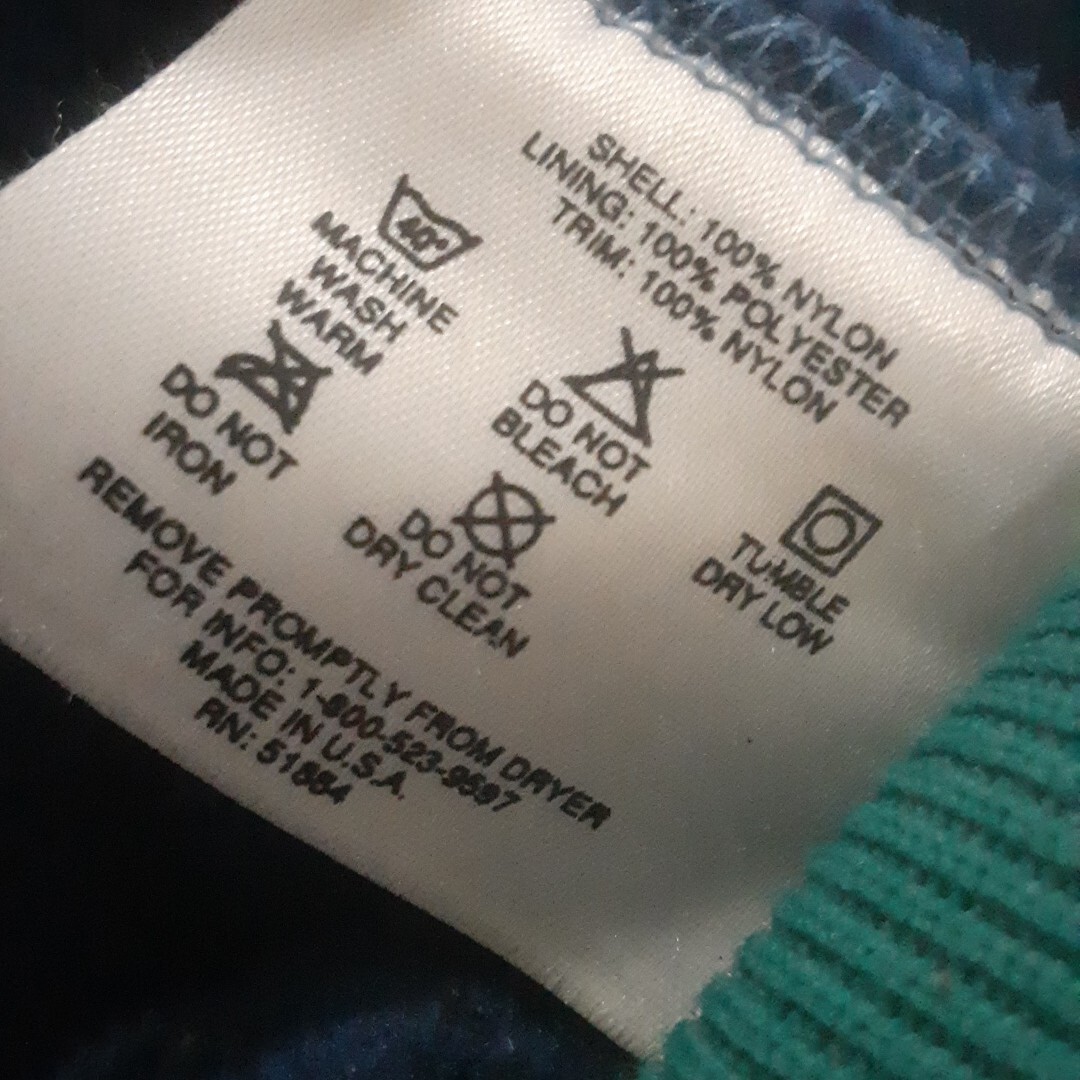 SHELL: 100% NYLON
LINING: 100% POLYESTER
TRIM: 100% NYLON
40°
MACHINE
WASH
WARM
DO NOT
BLEACH
TUMBLE
DRY LOW
DO NOT
IRON
DO NOT
DRY CLEAN
REMOVE PROMPTLY FROM DRYER
FOR INFO: 1-800-523-9597
MADE IN U.S.A.
RN: 51884